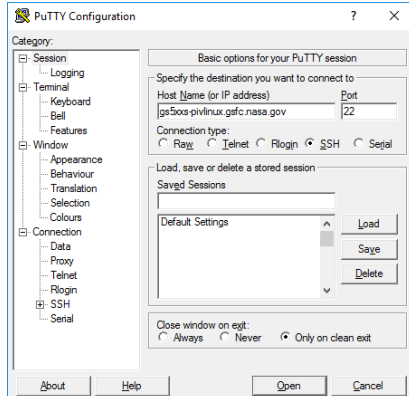 PuTTY Configuration
? X
Category:
Session
Logging
Terminal
Keyboard
Bell
Features
Window
Appearance
Behaviour
Translation
Selection
Colours
Connection
Data
Proxy
Telnet
Rlogin
SSH
Serial
Basic options for your PuTTY session
Specify the destination you want to connect to
Host Name (or IP address) Port
gs5xxs-pivlinux.gsfc.nasa.gov 22
Connection type:
Raw Telnet Rlogin SSH Serial
Load, save or delete a stored session
Saved Sessions
Default Settings
Load
Save
Delete
Close window on exit:
Always Never Only on clean exit
About Help Open Cancel